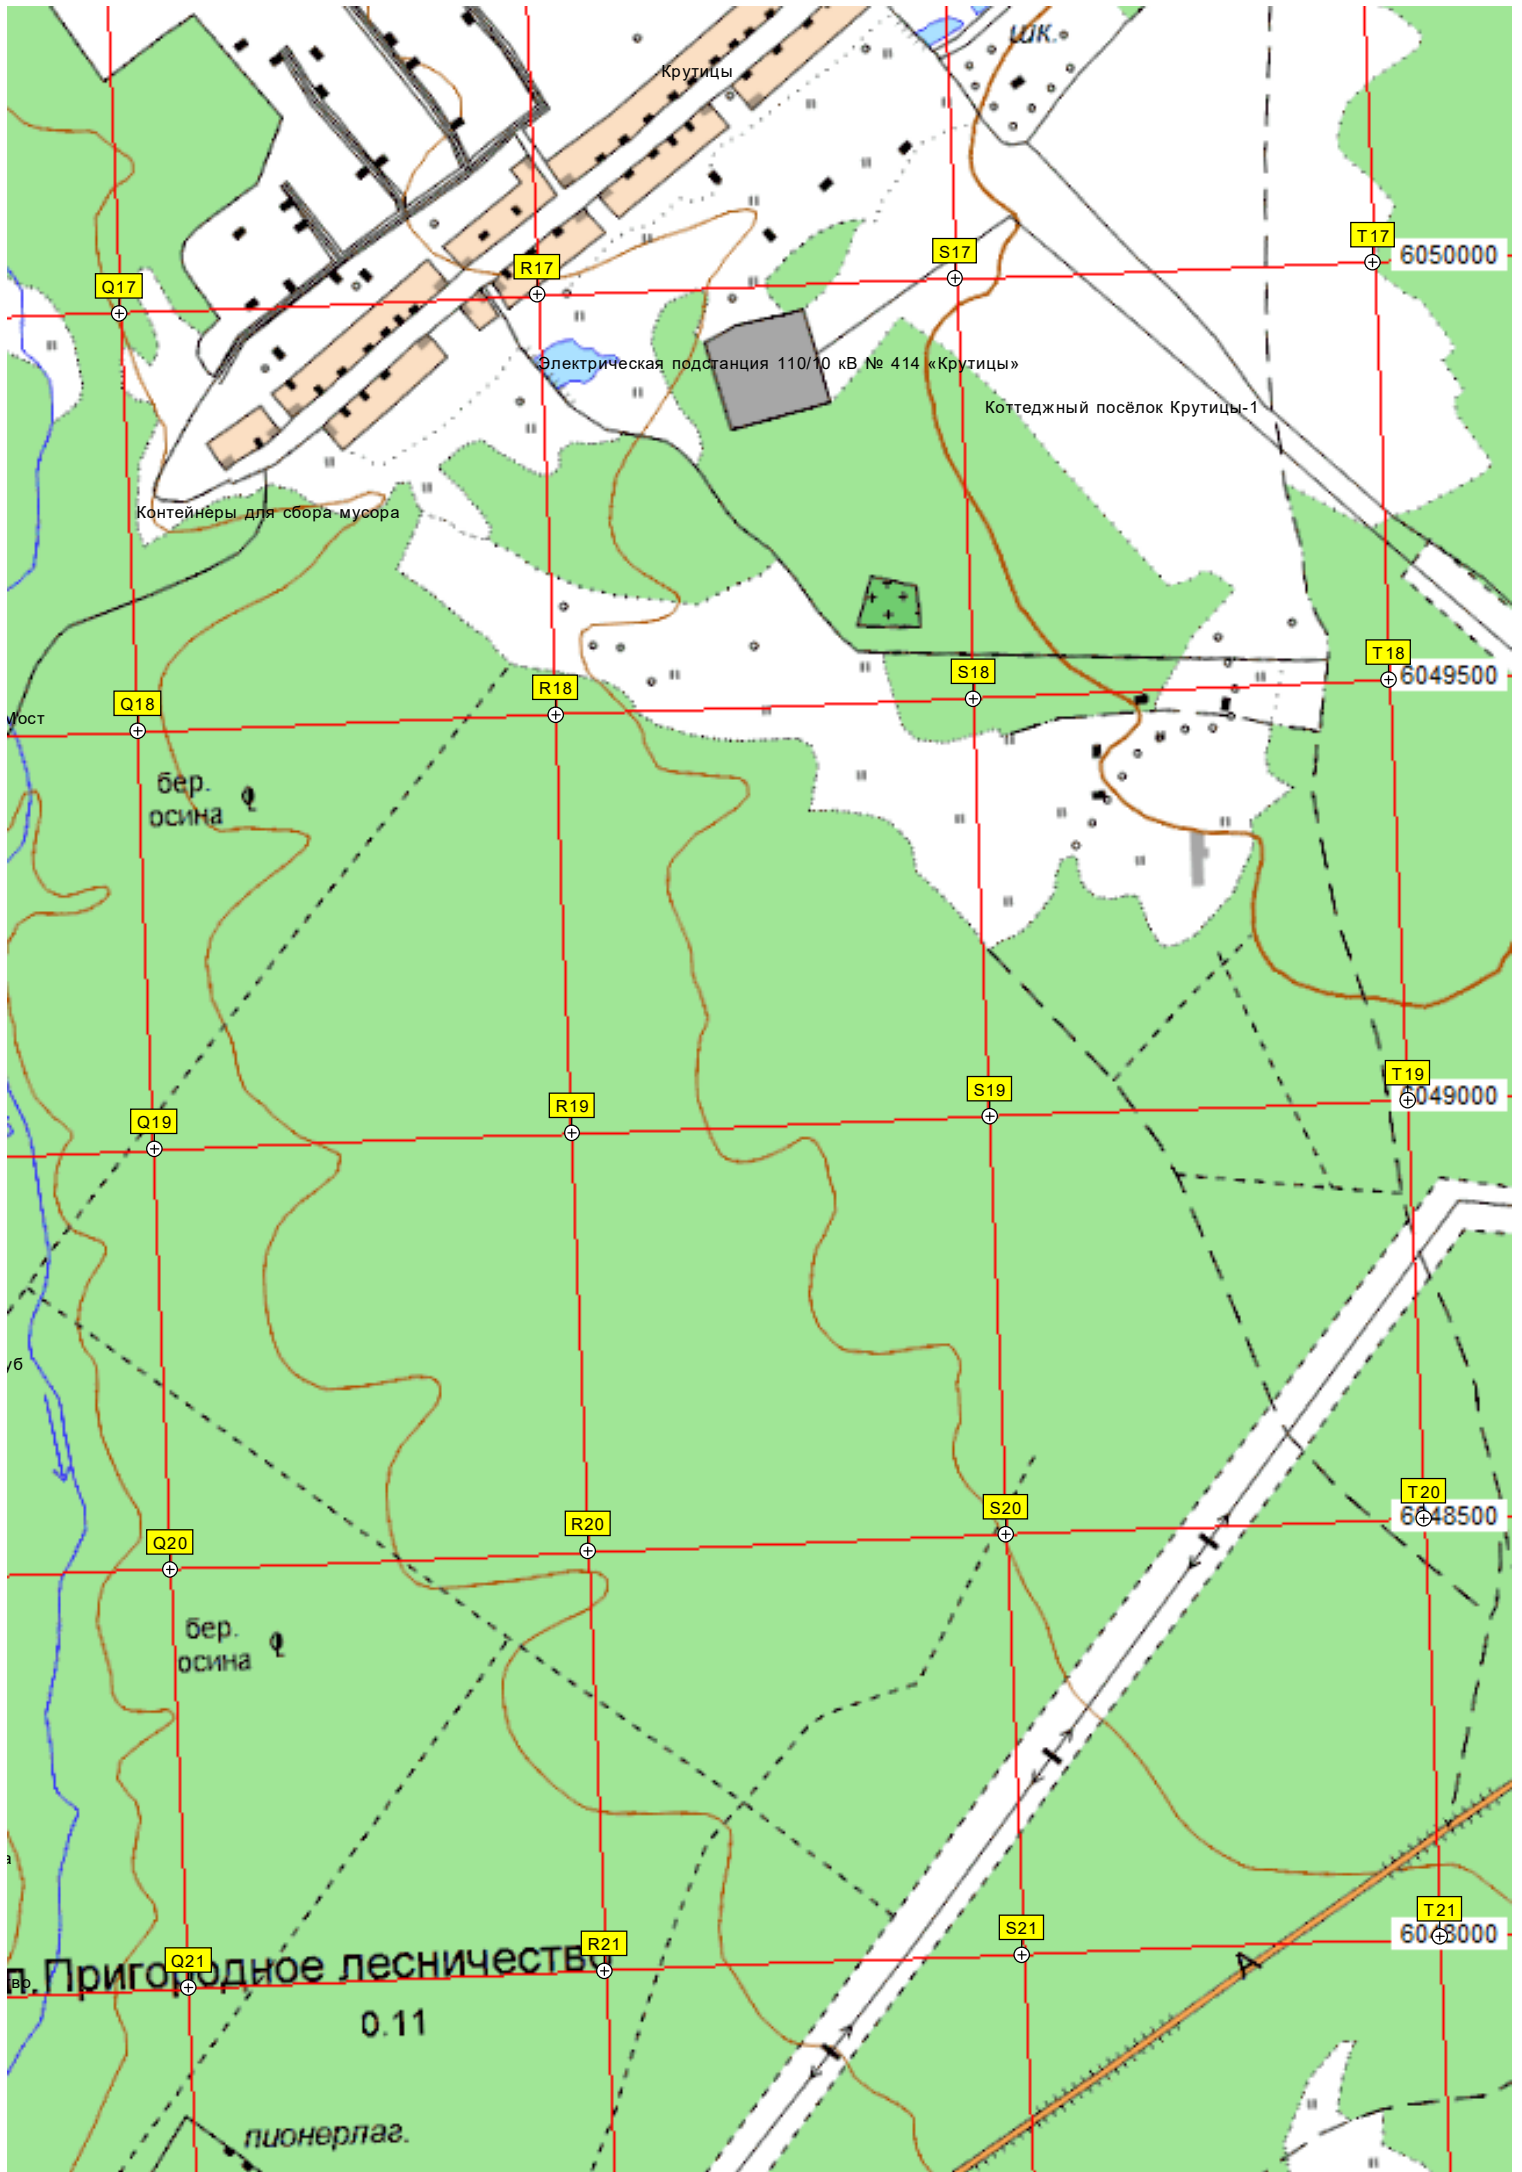 шк.
Крутицы
T17
6050000
S17
R17
Q17
Электрическая подстанция 110/10 кВ № 414 «Крутицы»
Коттеджный посёлок Крутицы-1
Контейнеры для сбора мусора
T18
6049500
S18
R18
Q18
Мост
бер.
осина
T19
6049000
S19
R19
Q19
уб
T20
6048500
S20
R20
Q20
бер.
осина
а
T21
6048000
S21
R21
Q21
кво
п.Пригородное лесничество
А
0.11
пионерлаг.